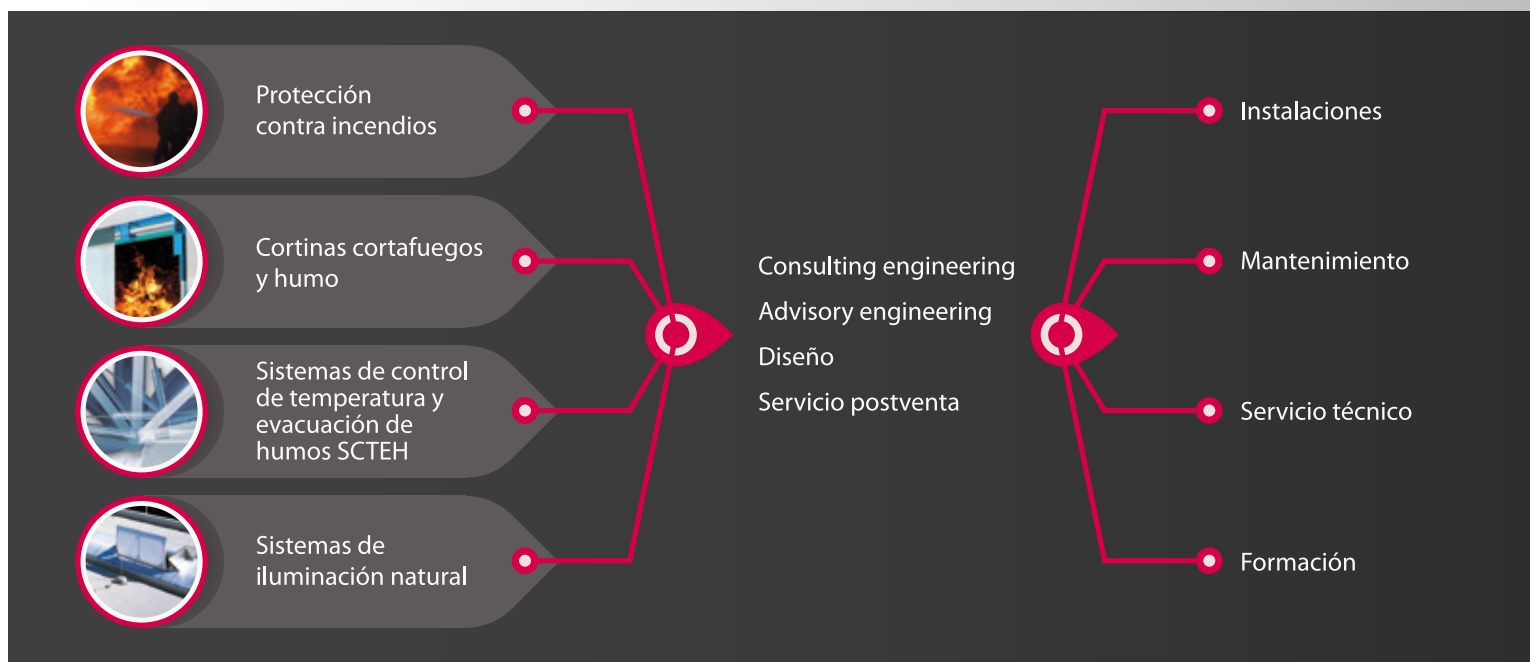 Protección
contra incendios
Cortinas cortafuegos
y humo
Sistemas de control
de temperatura y
evacuación de
humos SCTEH
Sistemas de
iluminación natural
Consulting engineering
Advisory engineering
Diseño
Servicio postventa
Instalaciones
Mantenimiento
Servicio técnico
Formación